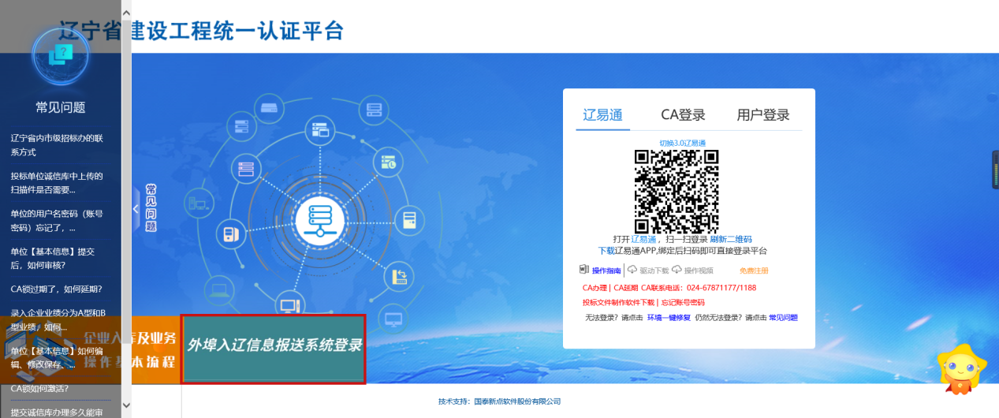 辽宁省建设工程统一认证平台
常见问题
辽宁省内市级招标办的联
系方式
投标单位诚信库中上传的
扫描件是否需要...
单位的用户名密码（账号
密码）忘记了，...
单位【基本信息】提交
后，如何审核?
CA锁过期了，如何延期?
录入企业业绩分为A型和B
型业绩，如何...
单位【基本信息】如何编
辑、修改保存、...
CA锁如何激活?
提交诚信库办理多久能审
常见问题
企业入库及业务
操作基本流程
外埠入辽信息报送系统登录
辽易通 CA登录 用户登录
切换3.0辽易通
打开辽易通，扫一扫登录 刷新二维码
下载辽易通APP,绑定后扫码即可直接登录平台
操作指南 驱动下载 操作视频 免费注册
CA办理 | CA延期 CA联系电话：024-67871177/1188
投标文件制作软件下载 | 忘记账号密码
无法登录？请点击 环境一键修复 仍然无法登录？请点击 常见问题
技术支持：国泰新点软件股份有限公司